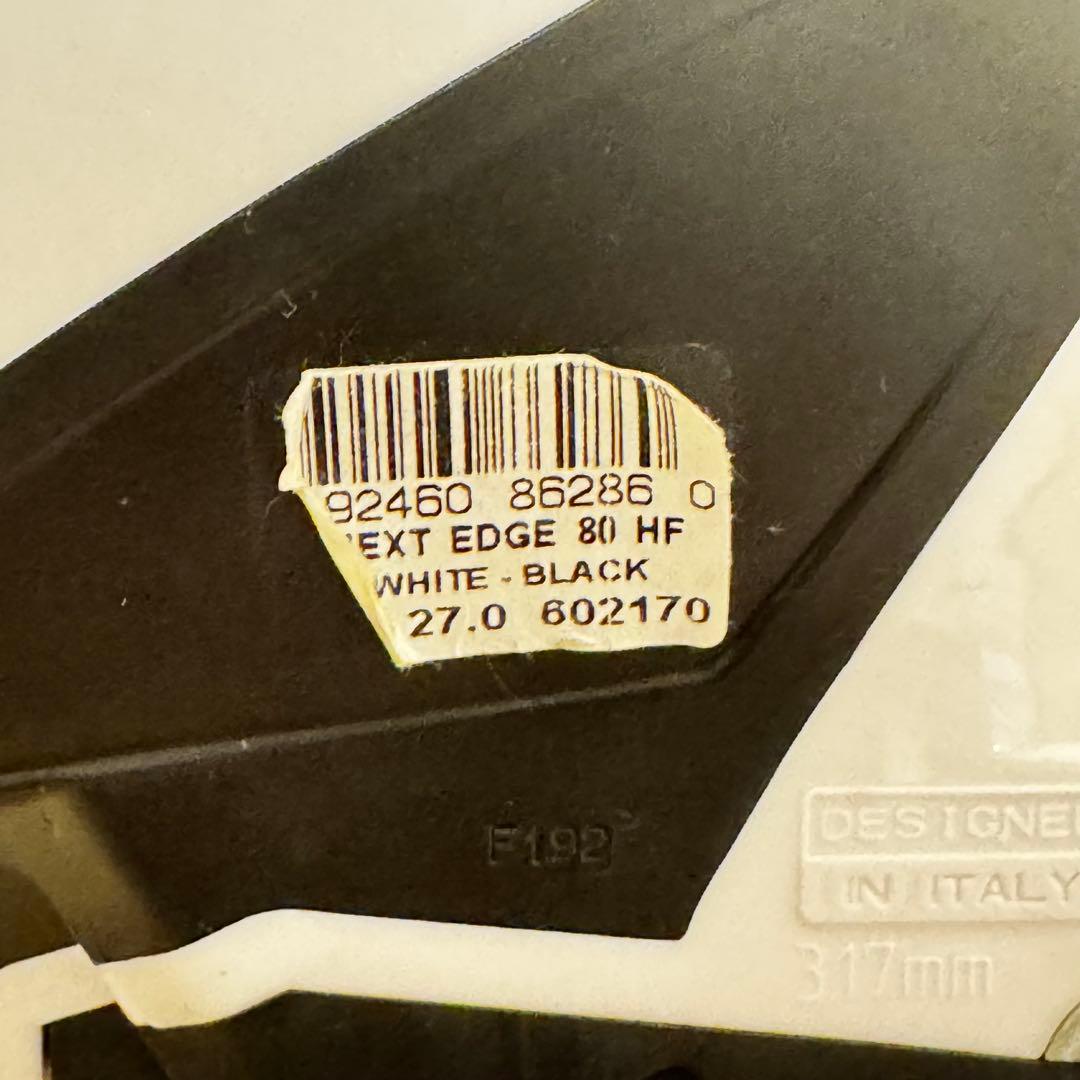 92460 86286 0
EXT EDGE 80 HF
WHITE - BLACK
27.0 602170
F192
DESIGNE
IN ITALY
317mm